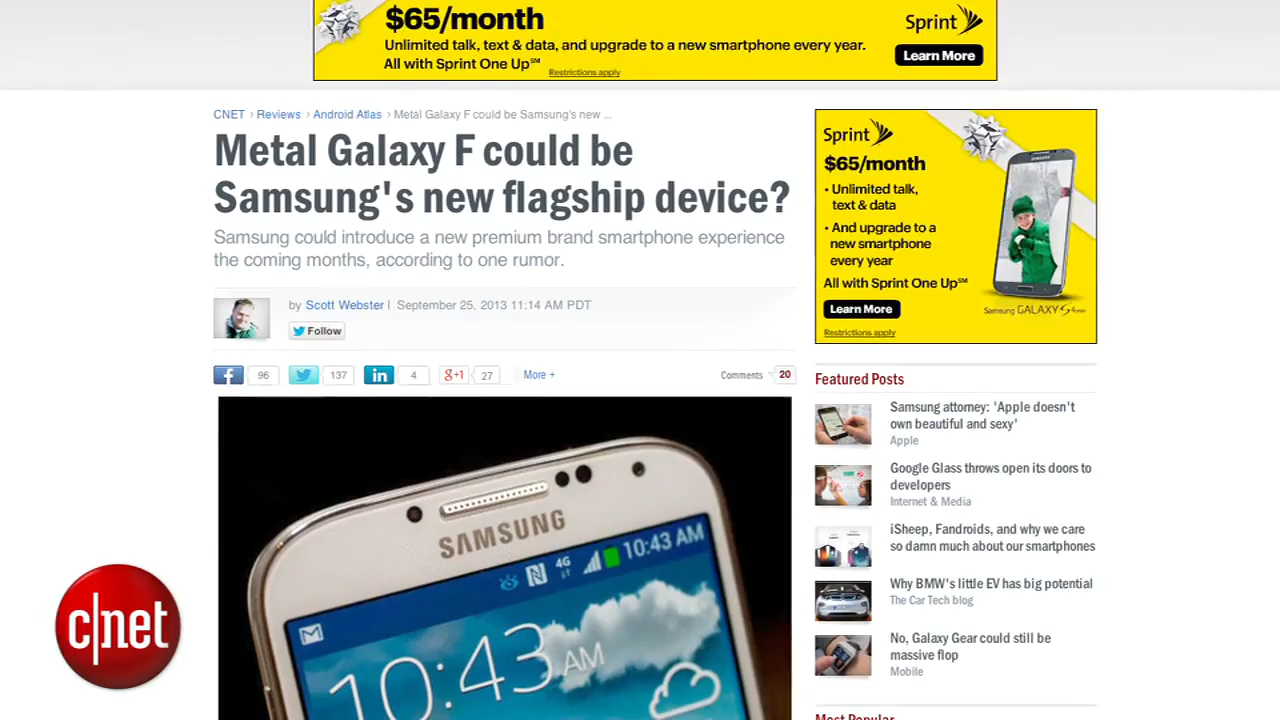 $65/month
Unlimited talk, text & data, and upgrade to a new smartphone every year.
All with Sprint One Up℠
Restrictions apply
Sprint
Learn More
CNET › Reviews › Android Atlas › Metal Galaxy F could be Samsung's new ...
Metal Galaxy F could be
Samsung's new flagship device?
Samsung could introduce a new premium brand smartphone experience
the coming months, according to one rumor.
by Scott Webster | September 25, 2013 11:14 AM PDT
Follow
f 96 137 in 4 g+1 27 More +
Comments 20
SAMSUNG
4G 10:43 AM
10:43 AM
c|net
Sprint
$65/month
• Unlimited talk,
text & data
• And upgrade to a
new smartphone
every year
All with Sprint One Up℠
Learn More
Restrictions apply
SAMSUNG
Samsung GALAXY S4
Featured Posts
Samsung attorney: 'Apple doesn't
own beautiful and sexy'
Apple
Google Glass throws open its doors to
developers
Internet & Media
iSheep, Fandroids, and why we care
so damn much about our smartphones
Why BMW's little EV has big potential
The Car Tech blog
No, Galaxy Gear could still be
massive flop
Mobile
Most Popular